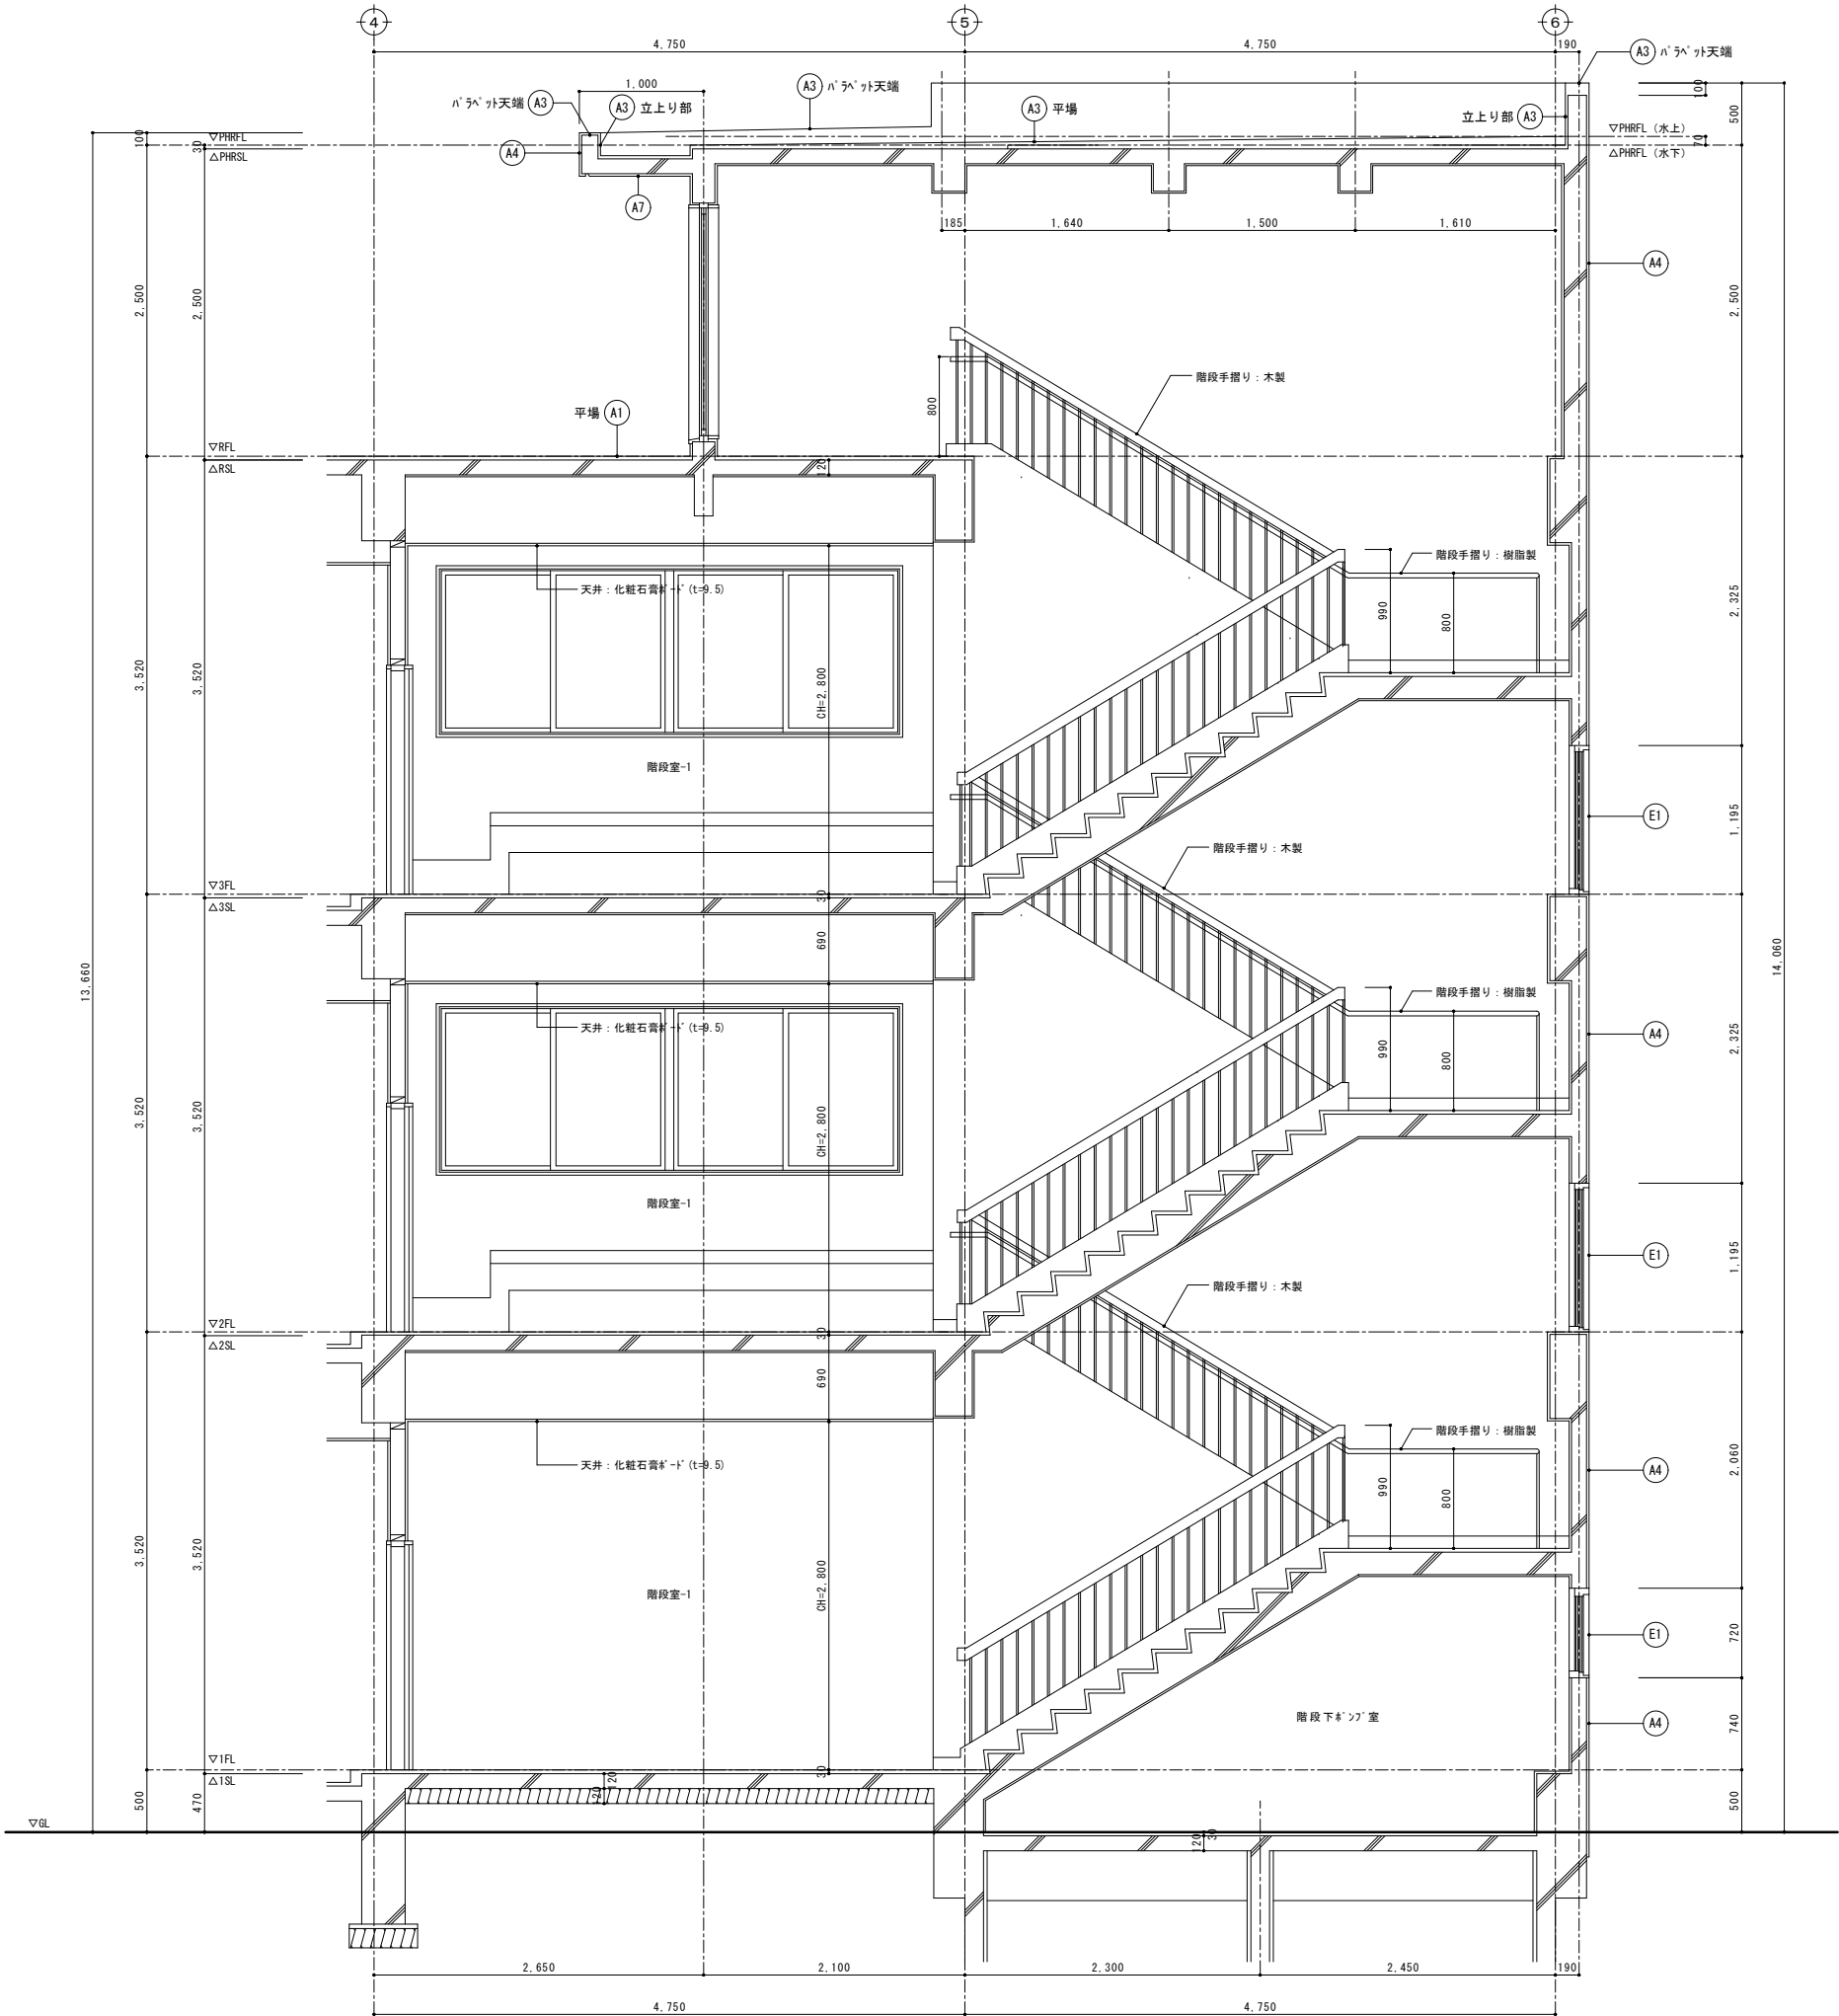 4
5
6
4,750
4,750
190
A3 パラペット天端
1,000
パラペット天端 A3
A3 立上り部
A3 パラペット天端
A3 平場
立上り部 A3
100
500
▽PHRFL
△PHRSL
100
30
A4
A7
▽PHRFL (水上)
△PHRFL (水下)
70
185
1,640
1,500
1,610
A4
2,500
2,500
2,500
階段手摺り：木製
800
平場 A1
▽RFL
△RSL
120
階段手摺り：樹脂製
天井：化粧石膏ボード(t=9.5)
990
800
2,325
3,520
3,520
CH=2,800
階段室-1
E1
1,195
階段手摺り：木製
▽3FL
△3SL
30
690
13,660
14,060
階段手摺り：樹脂製
天井：化粧石膏ボード(t=9.5)
990
800
A4
2,325
3,520
3,520
CH=2,800
階段室-1
E1
1,195
階段手摺り：木製
▽2FL
△2SL
30
690
階段手摺り：樹脂製
天井：化粧石膏ボード(t=9.5)
990
800
A4
2,060
3,520
3,520
CH=2,800
階段室-1
E1
720
階段下ポンプ室
A4
740
▽1FL
△1SL
30
120
120
500
470
500
▽GL
120
30
2,650
2,100
2,300
2,450
190
4,750
4,750